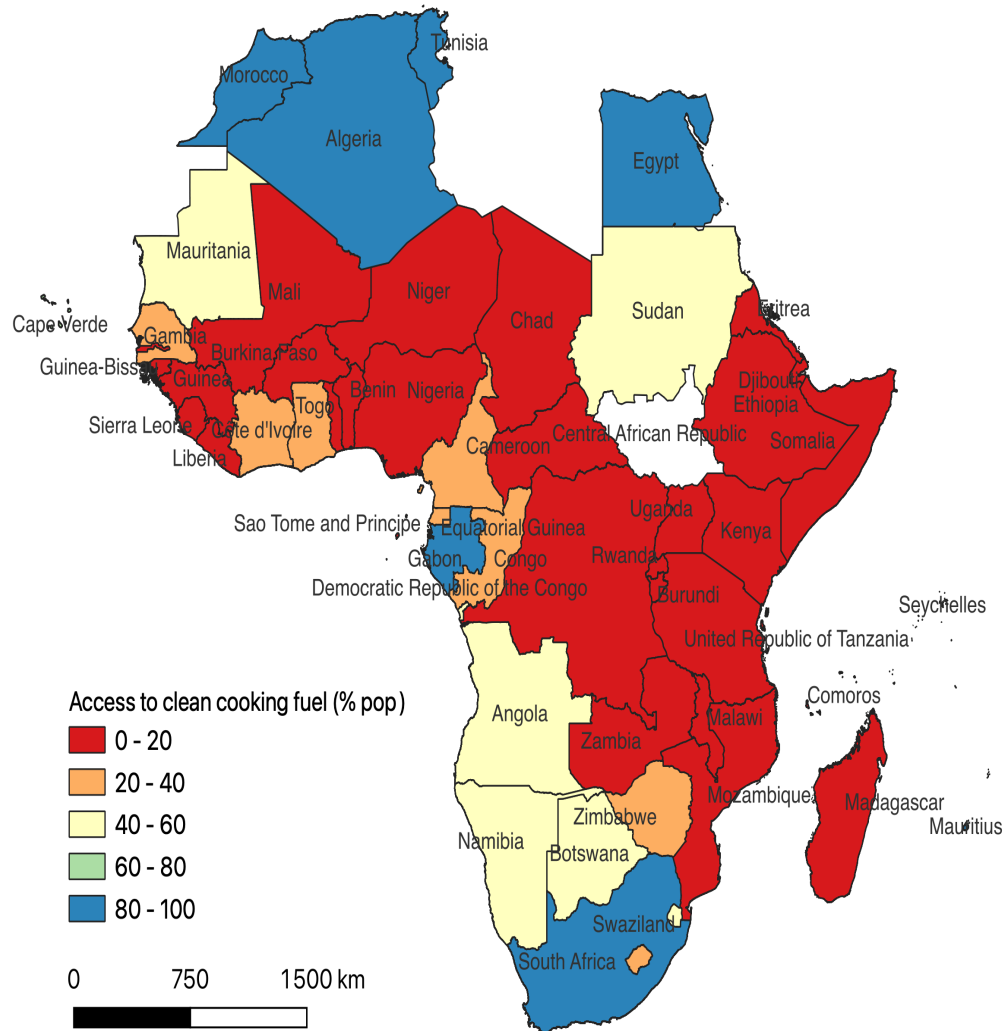 Tunisia
Morocco
Algeria
Egypt
Mauritania
Mali
Niger
Chad
Sudan
Cape Verde
Gambia
Eritrea
Burkina Faso
Guinea-Biss
Guinea
Benin
Nigeria
Djibouti
Ethiopia
Togo
Sierra Leone
Côte d'Ivoire
Cameroon
Central African Republic
Somalia
Liberia
Uganda
Sao Tome and Principe
Equatorial Guinea
Kenya
Gabon
Congo
Rwanda
Democratic Republic of the Congo
Burundi
Seychelles
United Republic of Tanzania
Comoros
Access to clean cooking fuel (% pop)
0 - 20
20 - 40
40 - 60
60 - 80
80 - 100
Angola
Malawi
Zambia
Mozambique
Madagascar
Zimbabwe
Mauritius
Namibia
Botswana
Swaziland
South Africa
0 750 1500 km